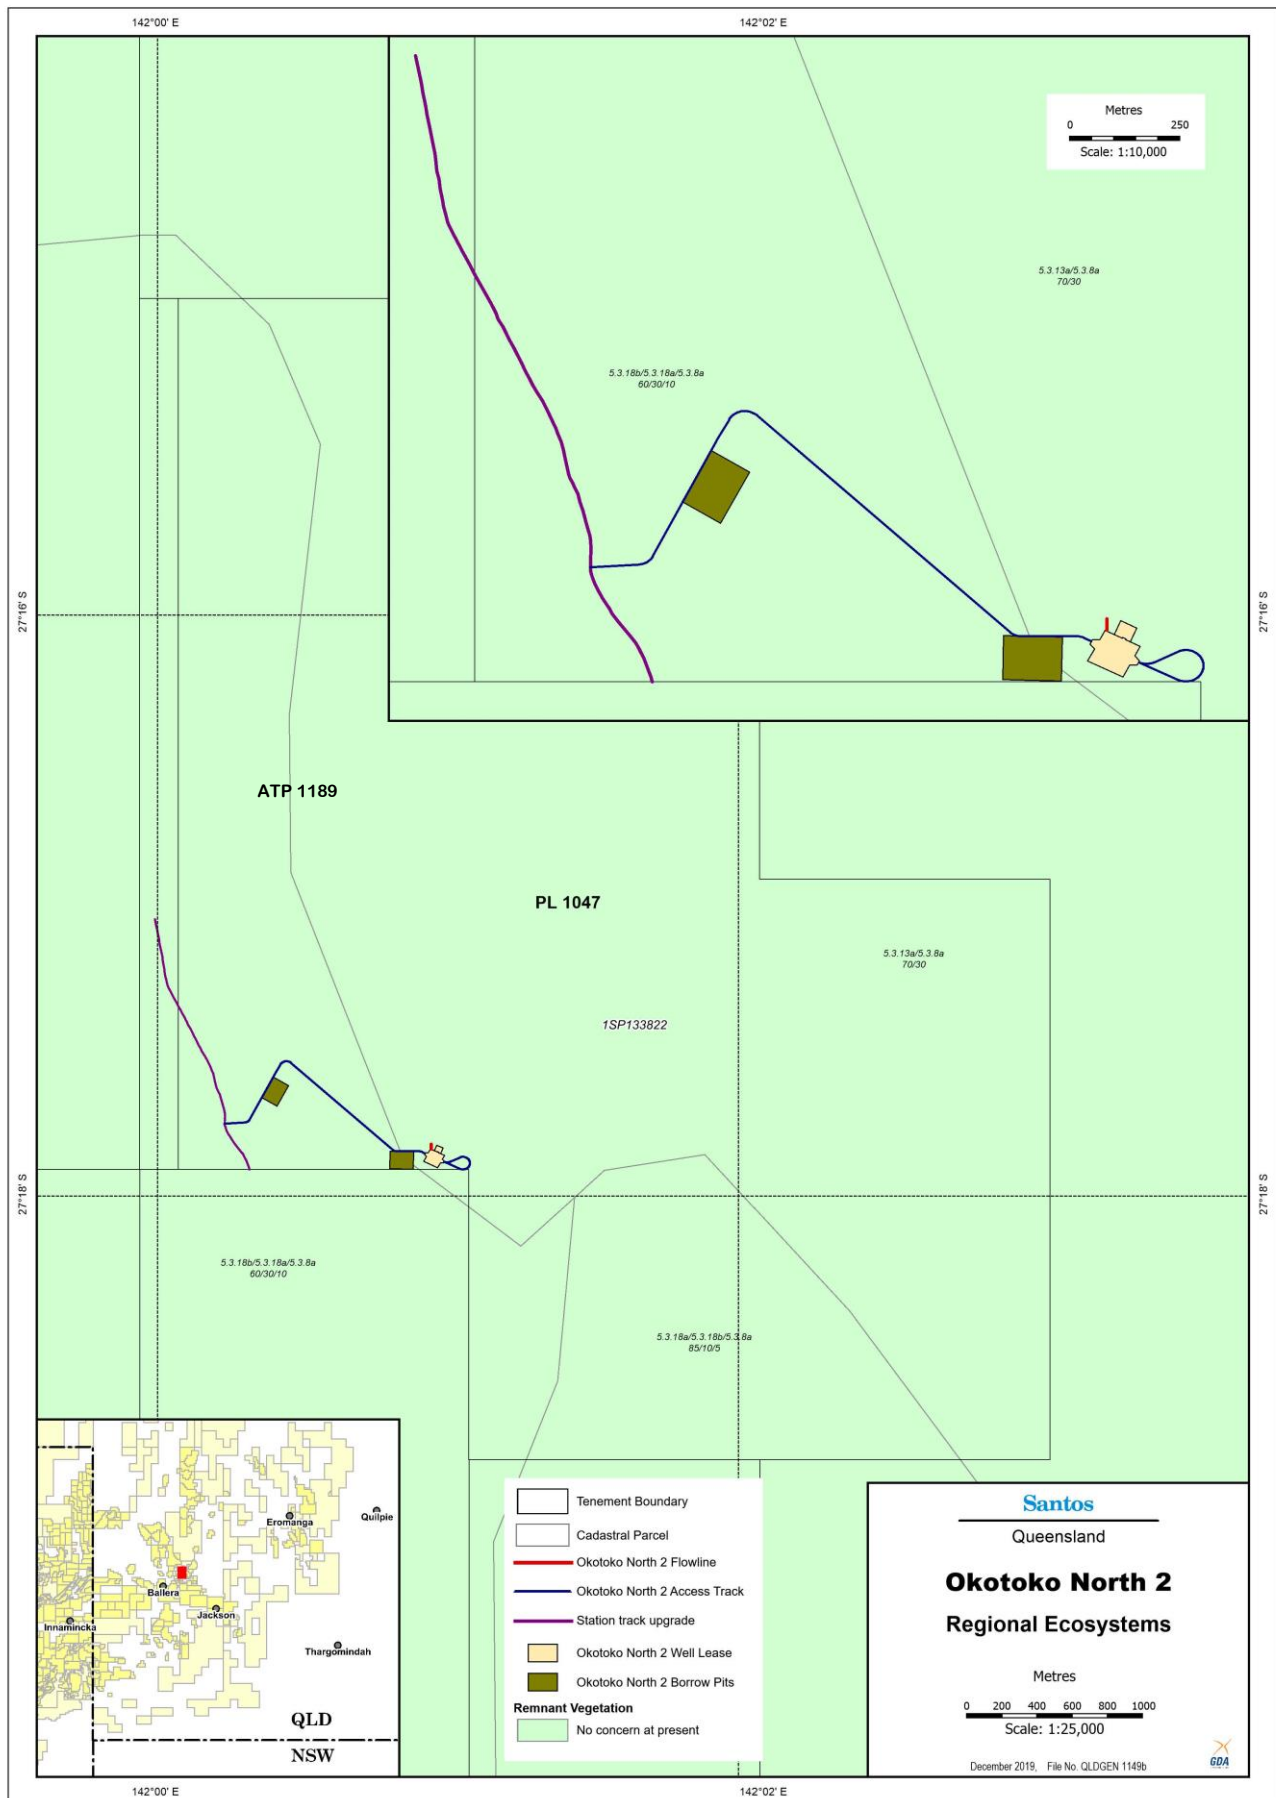 142°00' E
142°02' E
Metres
0 250
Scale: 1:10,000
5.3.13a/5.3.8a
70/30
5.3.18b/5.3.18a/5.3.8a
60/30/10
27°16' S
27°16' S
ATP 1189
PL 1047
5.3.13a/5.3.8a
70/30
1SP133822
27°18' S
27°18' S
5.3.18b/5.3.18a/5.3.8a
60/30/10
5.3.18a/5.3.18b/5.3.8a
85/10/5
Eromanga
Quilpie
Ballera
Jackson
Innamincka
Thargomindah
QLD
NSW
Tenement Boundary
Cadastral Parcel
Okotoko North 2 Flowline
Okotoko North 2 Access Track
Station track upgrade
Okotoko North 2 Well Lease
Okotoko North 2 Borrow Pits
Remnant Vegetation
No concern at present
Santos
Queensland
Okotoko North 2
Regional Ecosystems
Metres
0 200 400 600 800 1000
Scale: 1:25,000
December 2019, File No. QLDGEN 1149b
GDA
142°00' E
142°02' E